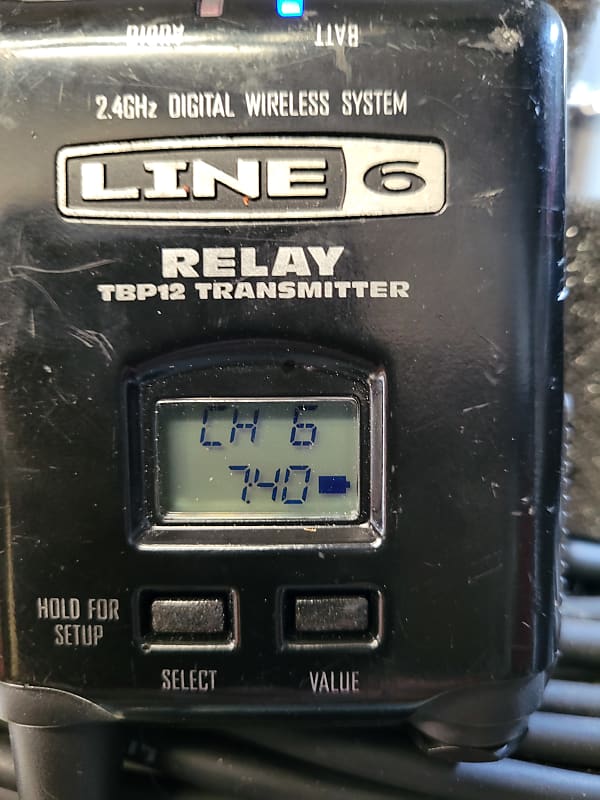 AUDIO BATT
2.4GHz DIGITAL WIRELESS SYSTEM
LINE 6
RELAY
TBP12 TRANSMITTER
CH 6
7:40
HOLD FOR
SETUP
SELECT VALUE